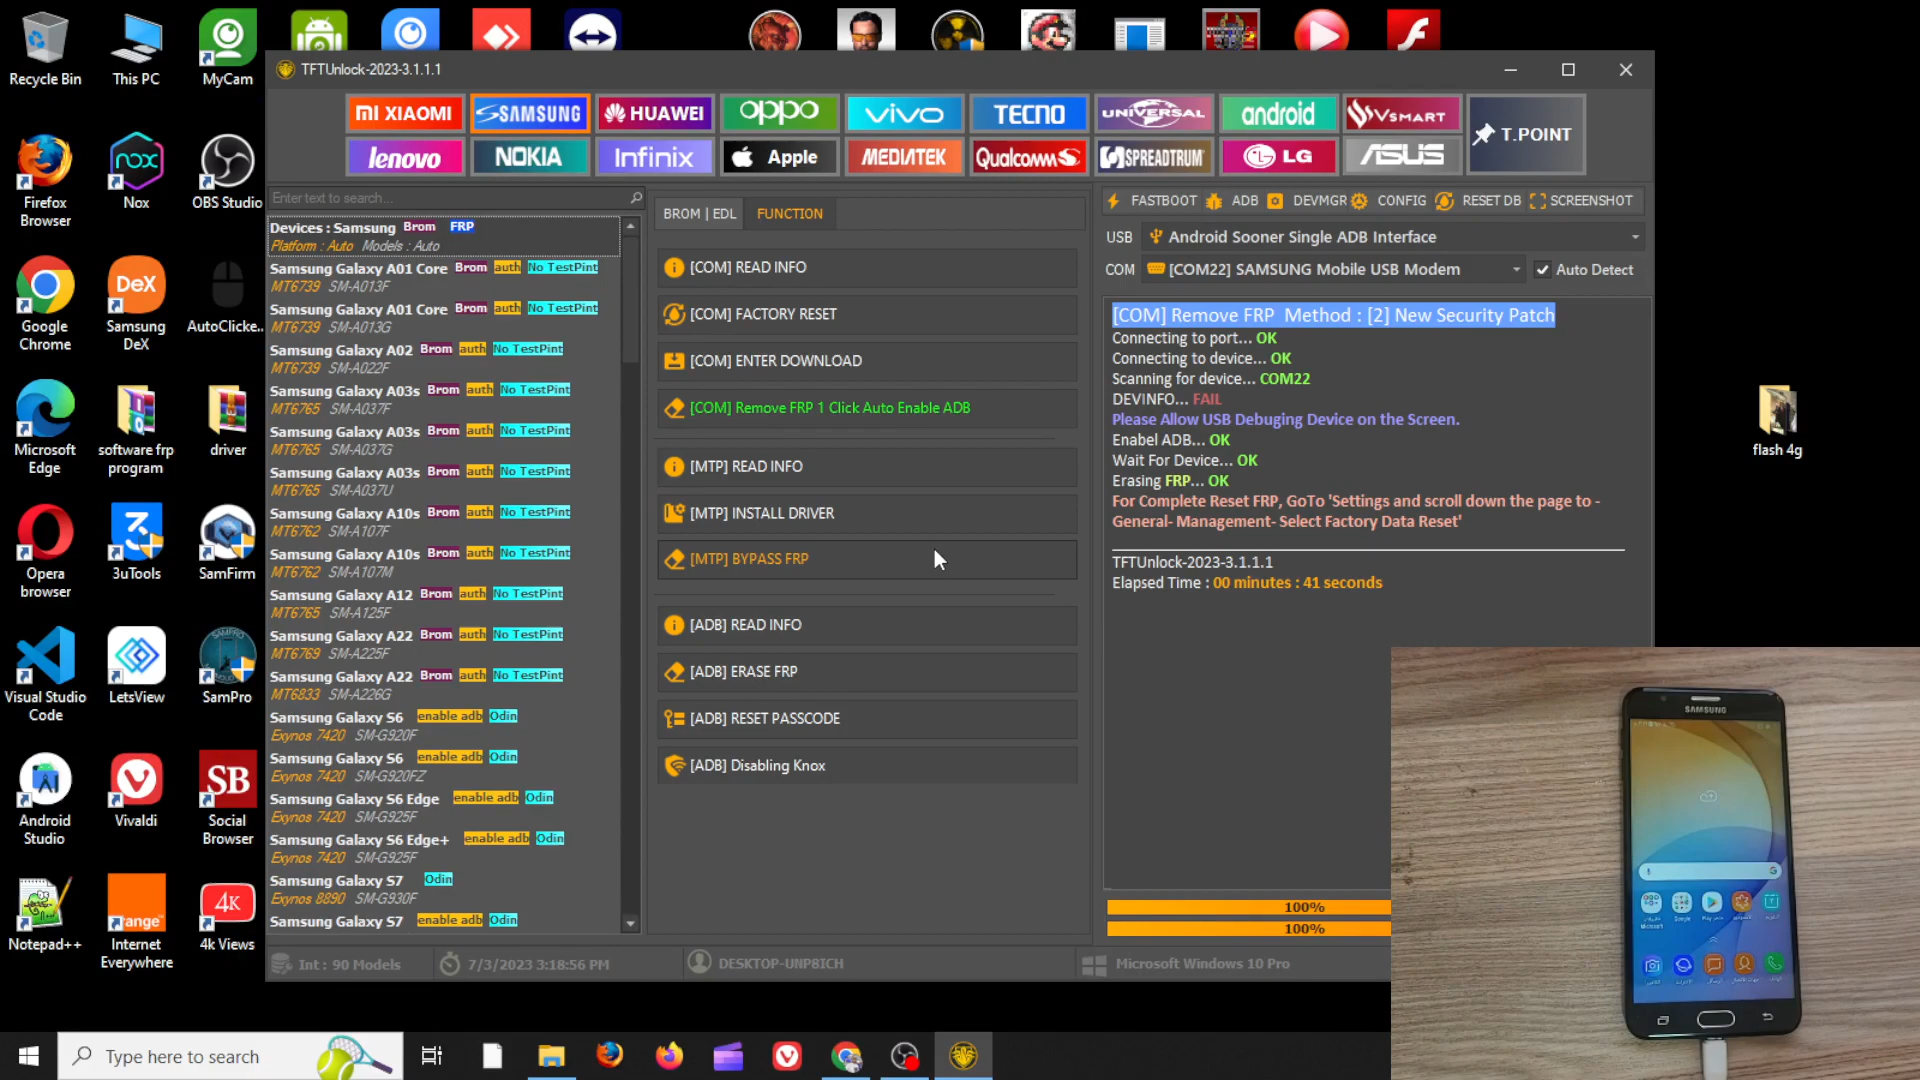 Recycle Bin
This PC
MyCam
Firefox
Browser
Nox
OBS Studio
Google
Chrome
Samsung
DeX
AutoClicke...
Microsoft
Edge
software frp
program
driver
Opera
browser
3uTools
SamFirm
Visual Studio
Code
LetsView
SamPro
Android
Studio
Vivaldi
Social
Browser
Notepad++
Internet
Everywhere
4k Views
flash 4g
TFTUnlock-2023-3.1.1.1
MI XIAOMI
SAMSUNG
HUAWEI
oppo
vivo
TECNO
UNIVERSAL
android
VSMART
T.POINT
lenovo
NOKIA
Infinix
Apple
MEDIATEK
QUALCOMM
SPREADTRUM
LG
ASUS
Enter text to search...
Devices : Samsung Brom FRP
Platform : Auto Models : Auto
Samsung Galaxy A01 Core Brom auth No TestPint
MT6739 SM-A013F
Samsung Galaxy A01 Core Brom auth No TestPint
MT6739 SM-A013G
Samsung Galaxy A02 Brom auth No TestPint
MT6739 SM-A022F
Samsung Galaxy A03s Brom auth No TestPint
MT6765 SM-A037F
Samsung Galaxy A03s Brom auth No TestPint
MT6765 SM-A037G
Samsung Galaxy A03s Brom auth No TestPint
MT6765 SM-A037U
Samsung Galaxy A10s Brom auth No TestPint
MT6762 SM-A107F
Samsung Galaxy A10s Brom auth No TestPint
MT6762 SM-A107M
Samsung Galaxy A12 Brom auth No TestPint
MT6765 SM-A125F
Samsung Galaxy A22 Brom auth No TestPint
MT6769 SM-A225F
Samsung Galaxy A22 Brom auth No TestPint
MT6833 SM-A226G
Samsung Galaxy S6 enable adb Odin
Exynos 7420 SM-G920F
Samsung Galaxy S6 enable adb Odin
Exynos 7420 SM-G920FZ
Samsung Galaxy S6 Edge enable adb Odin
Exynos 7420 SM-G925F
Samsung Galaxy S6 Edge+ enable adb Odin
Exynos 7420 SM-G925F
Samsung Galaxy S7 Odin
Exynos 8890 SM-G930F
Samsung Galaxy S7 enable adb Odin
BROM | EDL
FUNCTION
[COM] READ INFO
[COM] FACTORY RESET
[COM] ENTER DOWNLOAD
[COM] Remove FRP 1 Click Auto Enable ADB
[MTP] READ INFO
[MTP] INSTALL DRIVER
[MTP] BYPASS FRP
[ADB] READ INFO
[ADB] ERASE FRP
[ADB] RESET PASSCODE
[ADB] Disabling Knox
FASTBOOT ADB DEVMGR CONFIG RESET DB SCREENSHOT
USB Android Sooner Single ADB Interface
COM [COM22] SAMSUNG Mobile USB Modem Auto Detect
[COM] Remove FRP Method : [2] New Security Patch
Connecting to port... OK
Connecting to device... OK
Scanning for device... COM22
DEVINFO... FAIL
Please Allow USB Debuging Device on the Screen.
Enabel ADB... OK
Wait For Device... OK
Erasing FRP... OK
For Complete Reset FRP, GoTo 'Settings and scroll down the page to -
General- Management- Select Factory Data Reset'
TFTUnlock-2023-3.1.1.1
Elapsed Time : 00 minutes : 41 seconds
100%
100%
Int : 90 Models
7/3/2023 3:18:56 PM
DESKTOP-UNP8ICH
Microsoft Windows 10 Pro
SAMSUNG
Type here to search